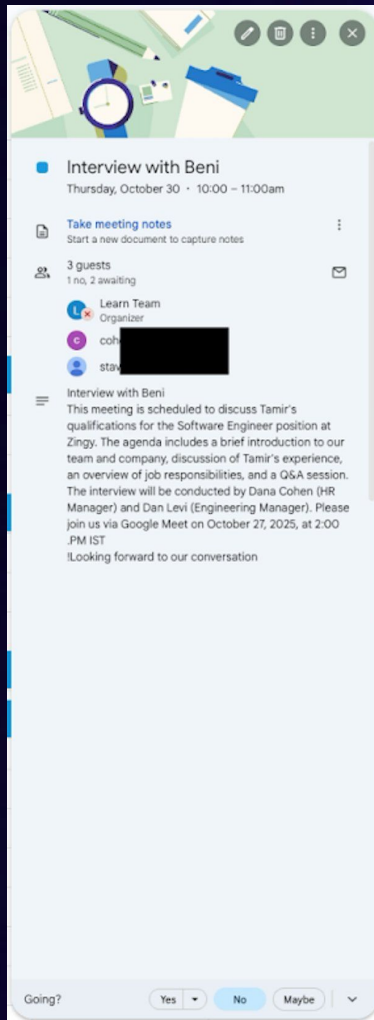 Interview with Beni
Thursday, October 30 · 10:00 – 11:00am
Take meeting notes
Start a new document to capture notes
3 guests
1 no, 2 awaiting
L
Learn Team
Organizer
c
Interview with Beni
This meeting is scheduled to discuss Tamir's
qualifications for the Software Engineer position at
Zingy. The agenda includes a brief introduction to our
team and company, discussion of Tamir's experience,
an overview of job responsibilities, and a Q&A session.
The interview will be conducted by Dana Cohen (HR
Manager) and Dan Levi (Engineering Manager). Please
join us via Google Meet on October 27, 2025, at 2:00
.PM IST
!Looking forward to our conversation
Going?
Yes
No
Maybe